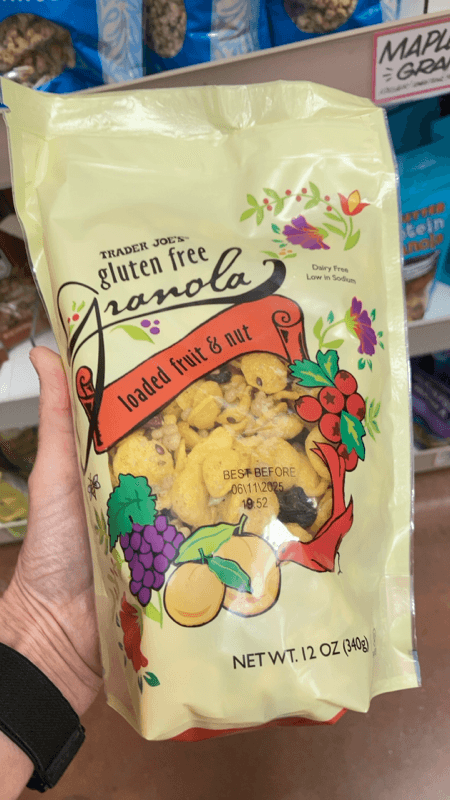 MAPL
GRA
TRADER JOE'S
gluten free
Granola
Dairy Free
Low in Sodium
loaded fruit & nut
BEST BEFORE
06\11\2025
19:52
NET WT. 12 OZ (340g)